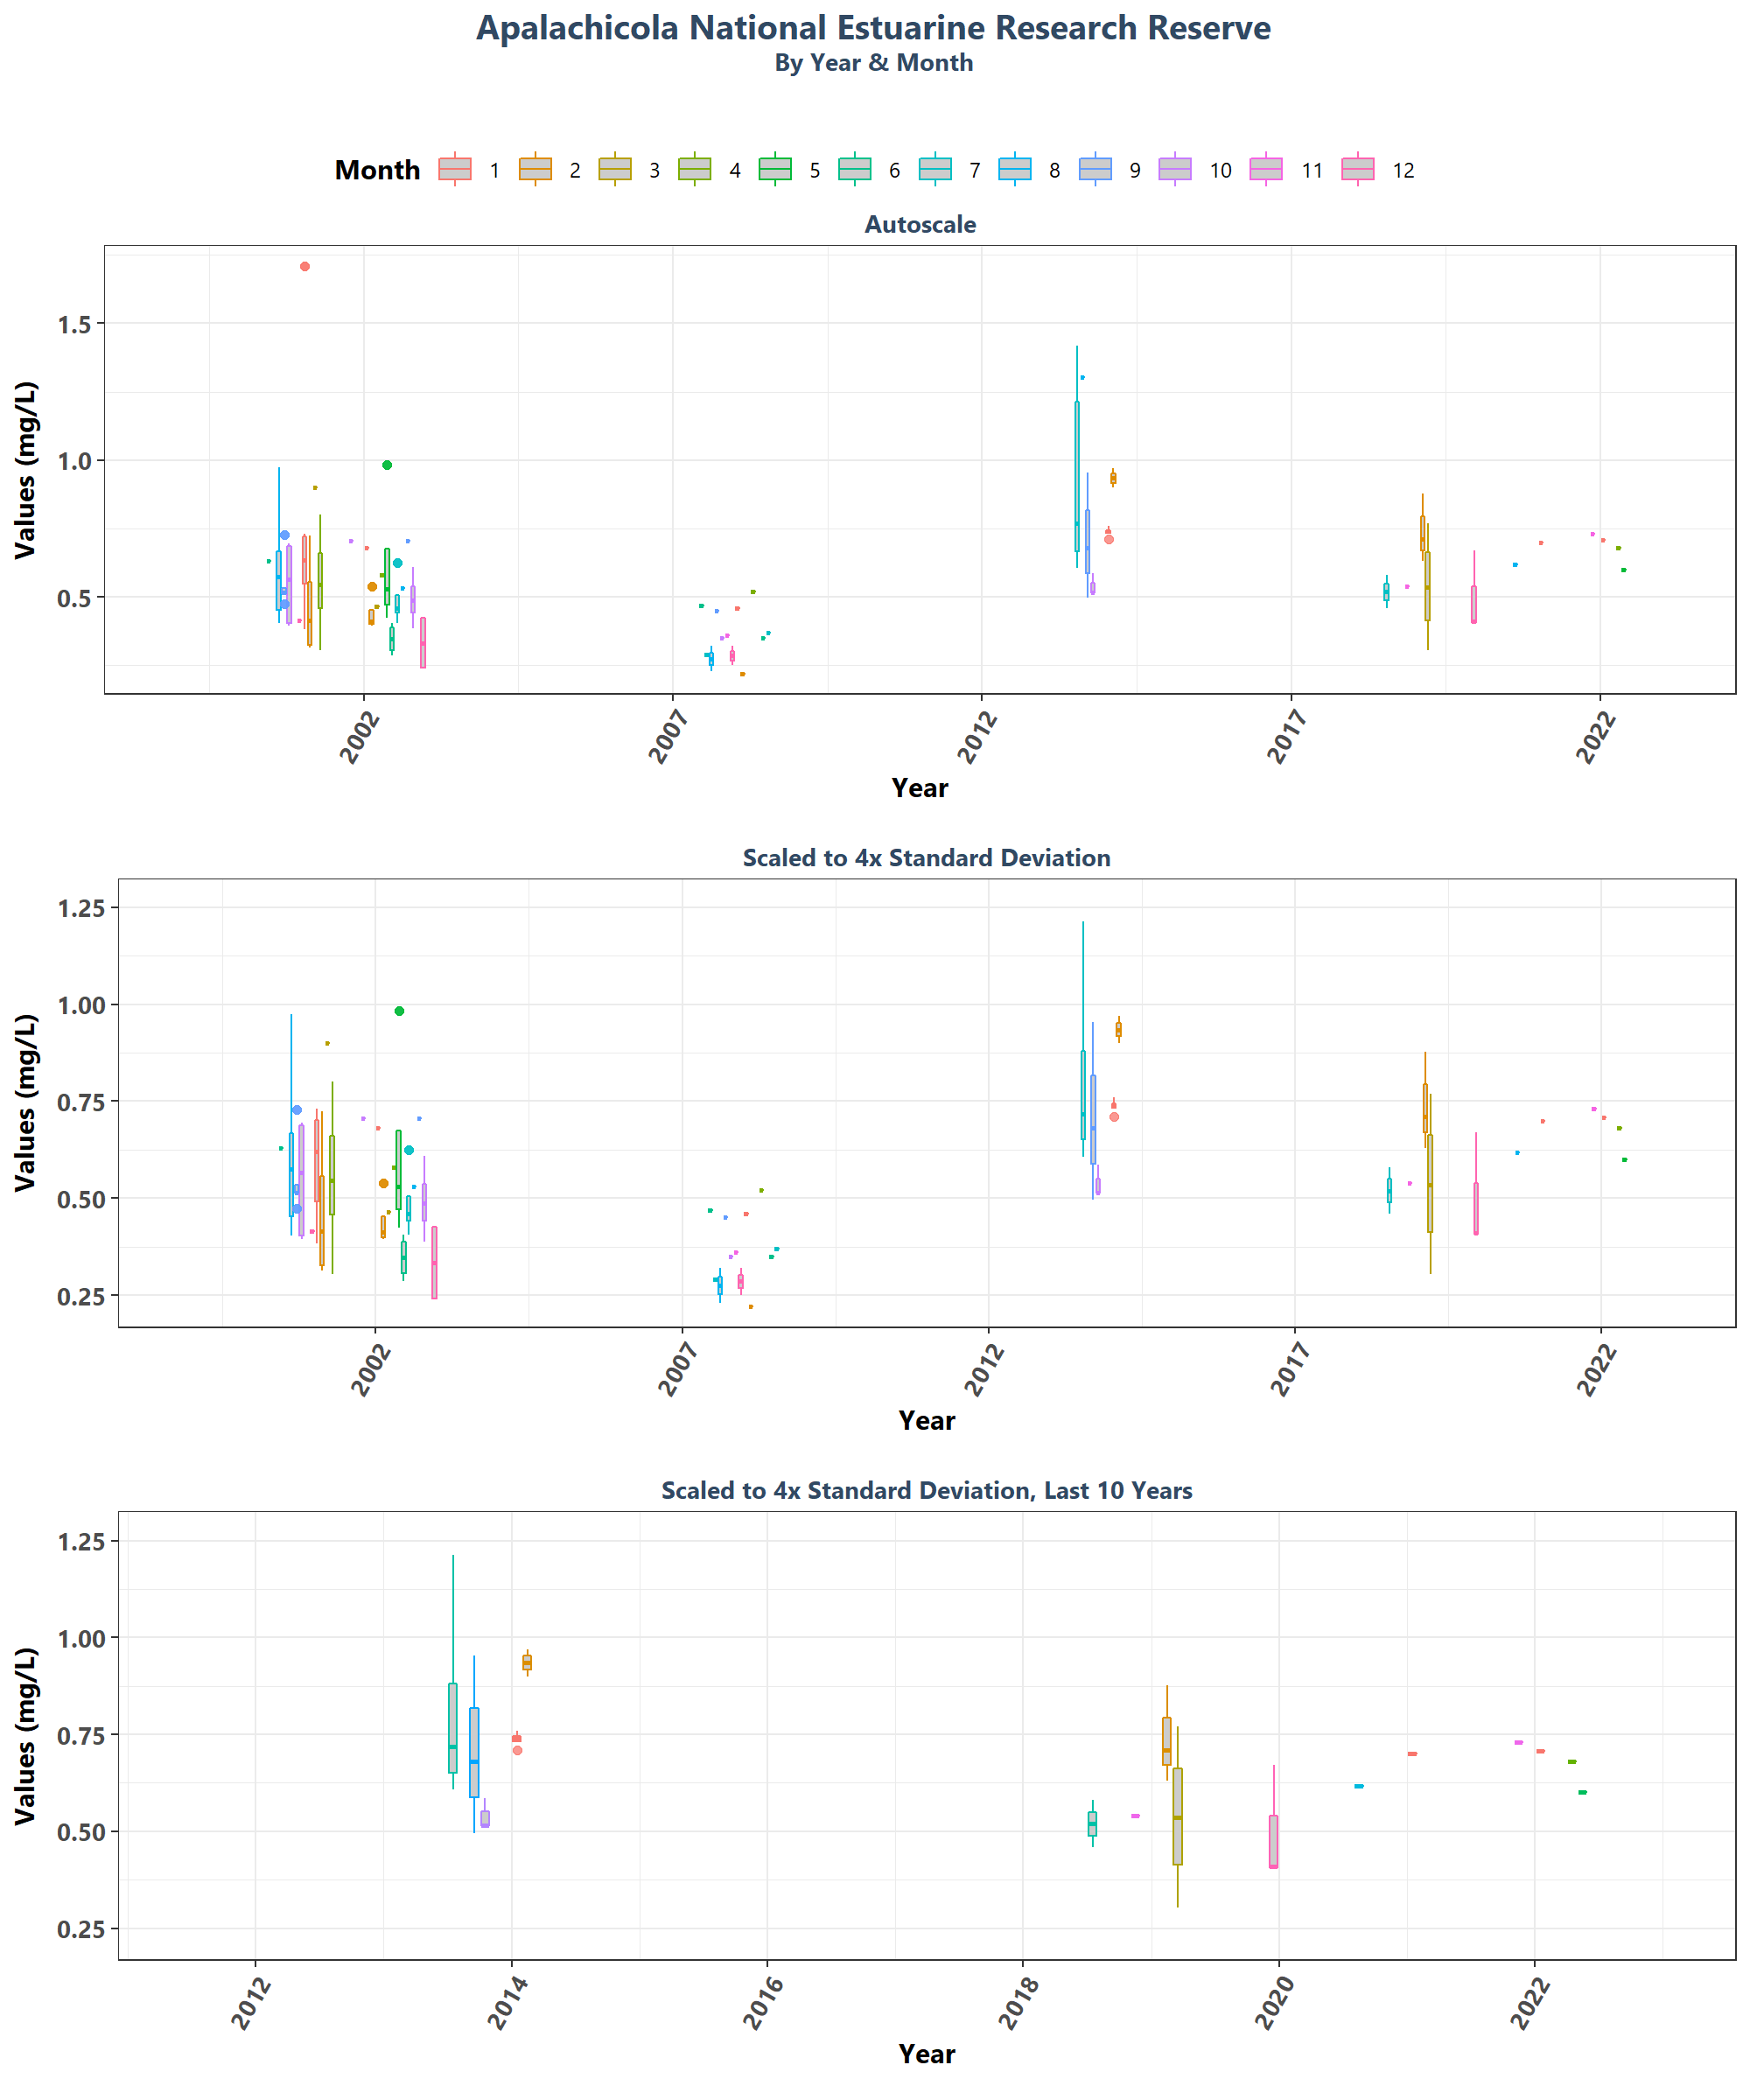 Apalachicola National Estuarine Research Reserve
By Year & Month
Month 1 2 3 4 5 6 7 8 9 10 11 12
Autoscale
Values (mg/L)
1.5
1.0
0.5
2002 2007 2012 2017 2022
Year
Scaled to 4x Standard Deviation
Values (mg/L)
1.25
1.00
0.75
0.50
0.25
2002 2007 2012 2017 2022
Year
Scaled to 4x Standard Deviation, Last 10 Years
Values (mg/L)
1.25
1.00
0.75
0.50
0.25
2012 2014 2016 2018 2020 2022
Year